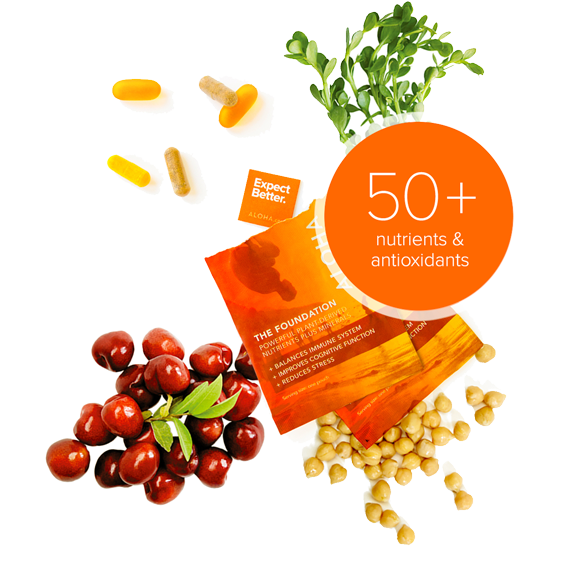 50+
nutrients &
antioxidants
Expect
Better.
ALOHA
THE FOUNDATION
POWERFUL PLANT-DERIVED
NUTRIENTS PLUS MINERALS
+ BALANCES IMMUNE SYSTEM
+ IMPROVES COGNITIVE FUNCTION
+ REDUCES STRESS